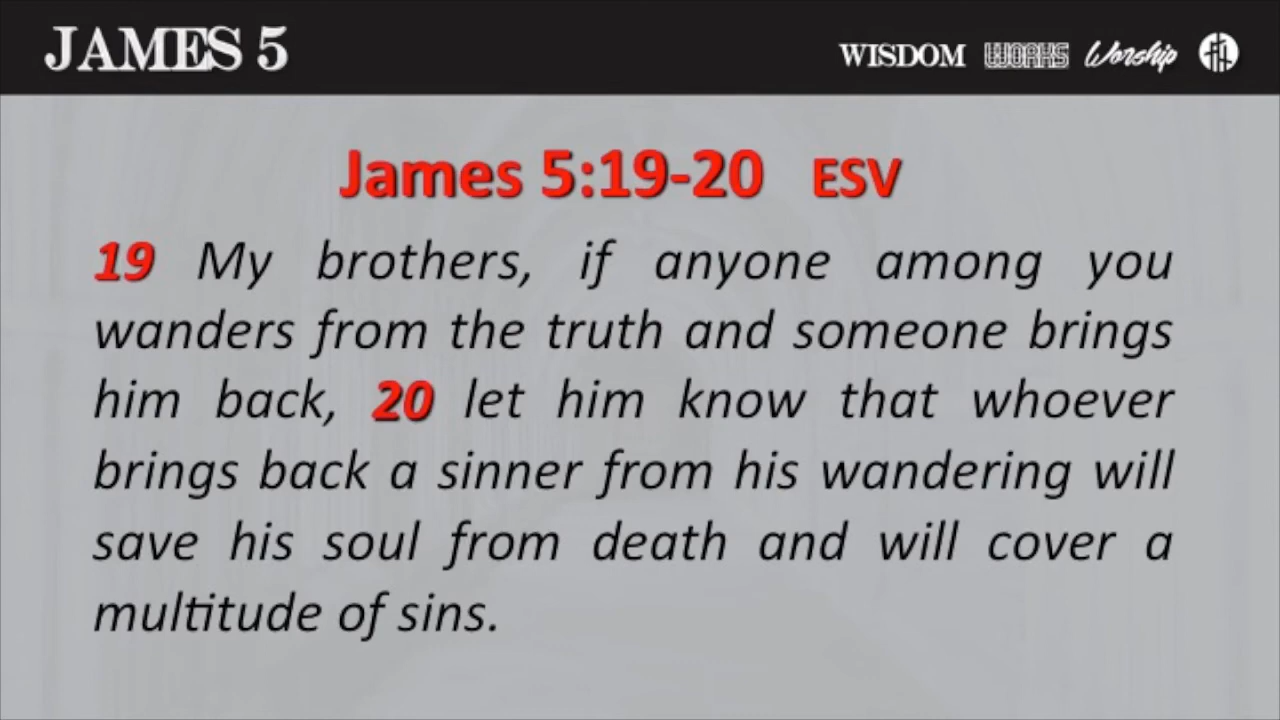 JAMES 5
WISDOM WORKS Worship
James 5:19-20 ESV
19 My brothers, if anyone among you
wanders from the truth and someone brings
him back, 20 let him know that whoever
brings back a sinner from his wandering will
save his soul from death and will cover a
multitude of sins.